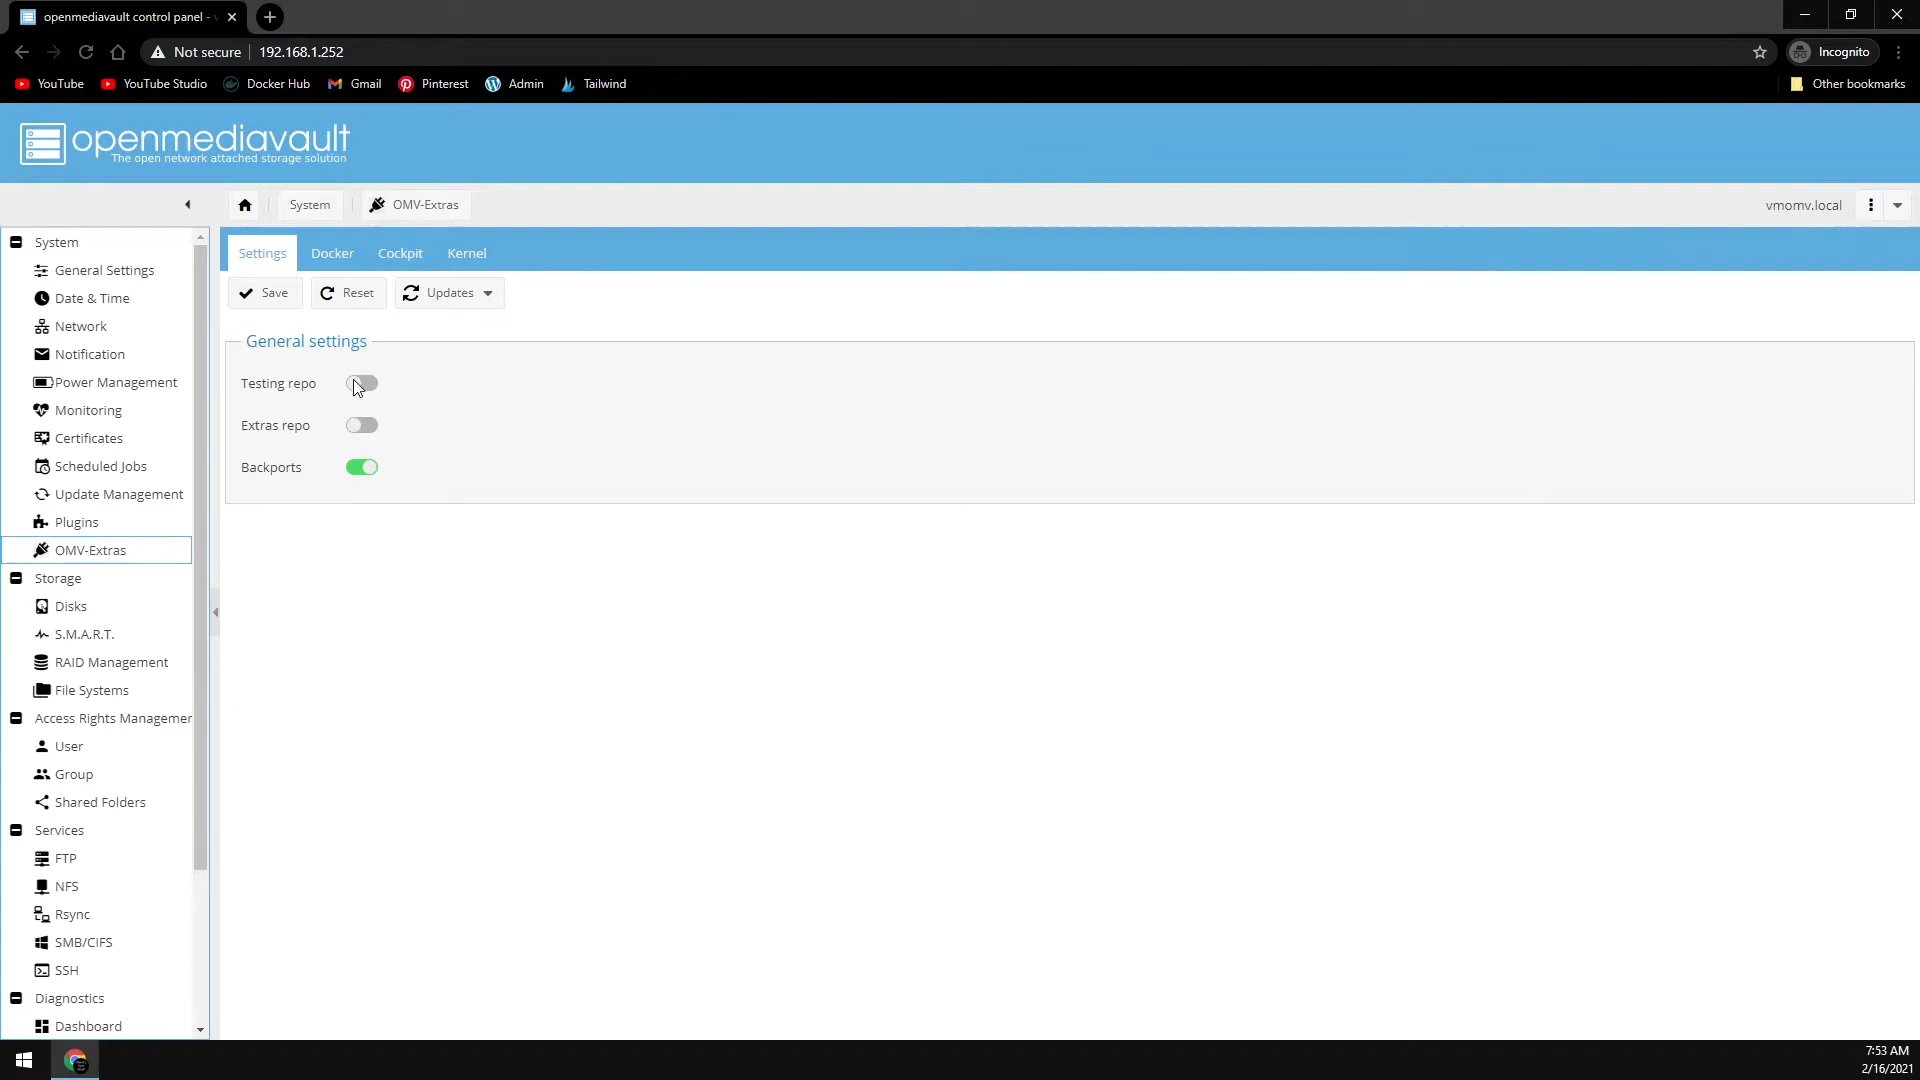 openmediavault control panel -
Not secure
192.168.1.252
Incognito
YouTube
YouTube Studio
Docker Hub
Gmail
Pinterest
Admin
Tailwind
Other bookmarks
openmediavault
The open network attached storage solution
System
OMV-Extras
vmomv.local
System
General Settings
Date & Time
Network
Notification
Power Management
Monitoring
Certificates
Scheduled Jobs
Update Management
Plugins
OMV-Extras
Storage
Disks
S.M.A.R.T.
RAID Management
File Systems
Access Rights Managemer
User
Group
Shared Folders
Services
FTP
NFS
Rsync
SMB/CIFS
SSH
Diagnostics
Dashboard
Settings
Docker
Cockpit
Kernel
Save
Reset
Updates
General settings
Testing repo
Extras repo
Backports
7:53 AM
2/16/2021